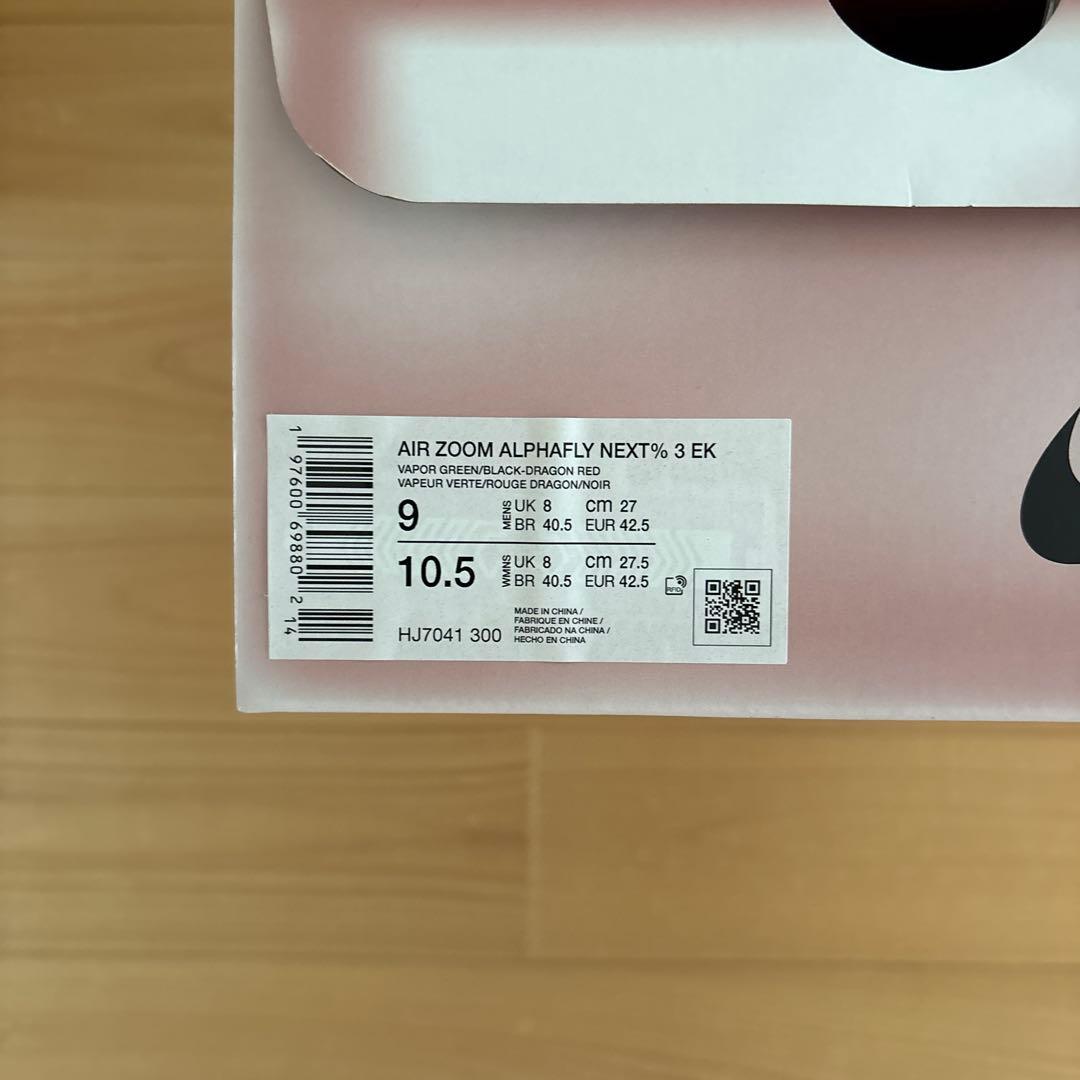 AIR ZOOM ALPHAFLY NEXT% 3 EK
VAPOR GREEN/BLACK-DRAGON RED
VAPEUR VERTE/ROUGE DRAGON/NOIR
9 MENS UK 8 cm 27
BR 40.5 EUR 42.5
10.5 WMNS UK 8 cm 27.5
BR 40.5 EUR 42.5
RFID
HJ7041 300
MADE IN CHINA /
FABRIQUE EN CHINE /
FABRICADO NA CHINA /
HECHO EN CHINA
1 97600 69880 2 14